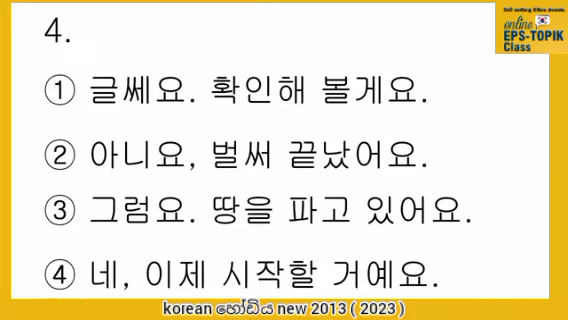 4.
① 글쎄요. 확인해 볼게요.
② 아니요, 벌써 끝났어요.
③ 그럼요. 땅을 파고 있어요.
④ 네, 이제 시작할 거예요.
online
EPS-TOPIK
Class
korean හෝඩිය new 2013 ( 2023 )